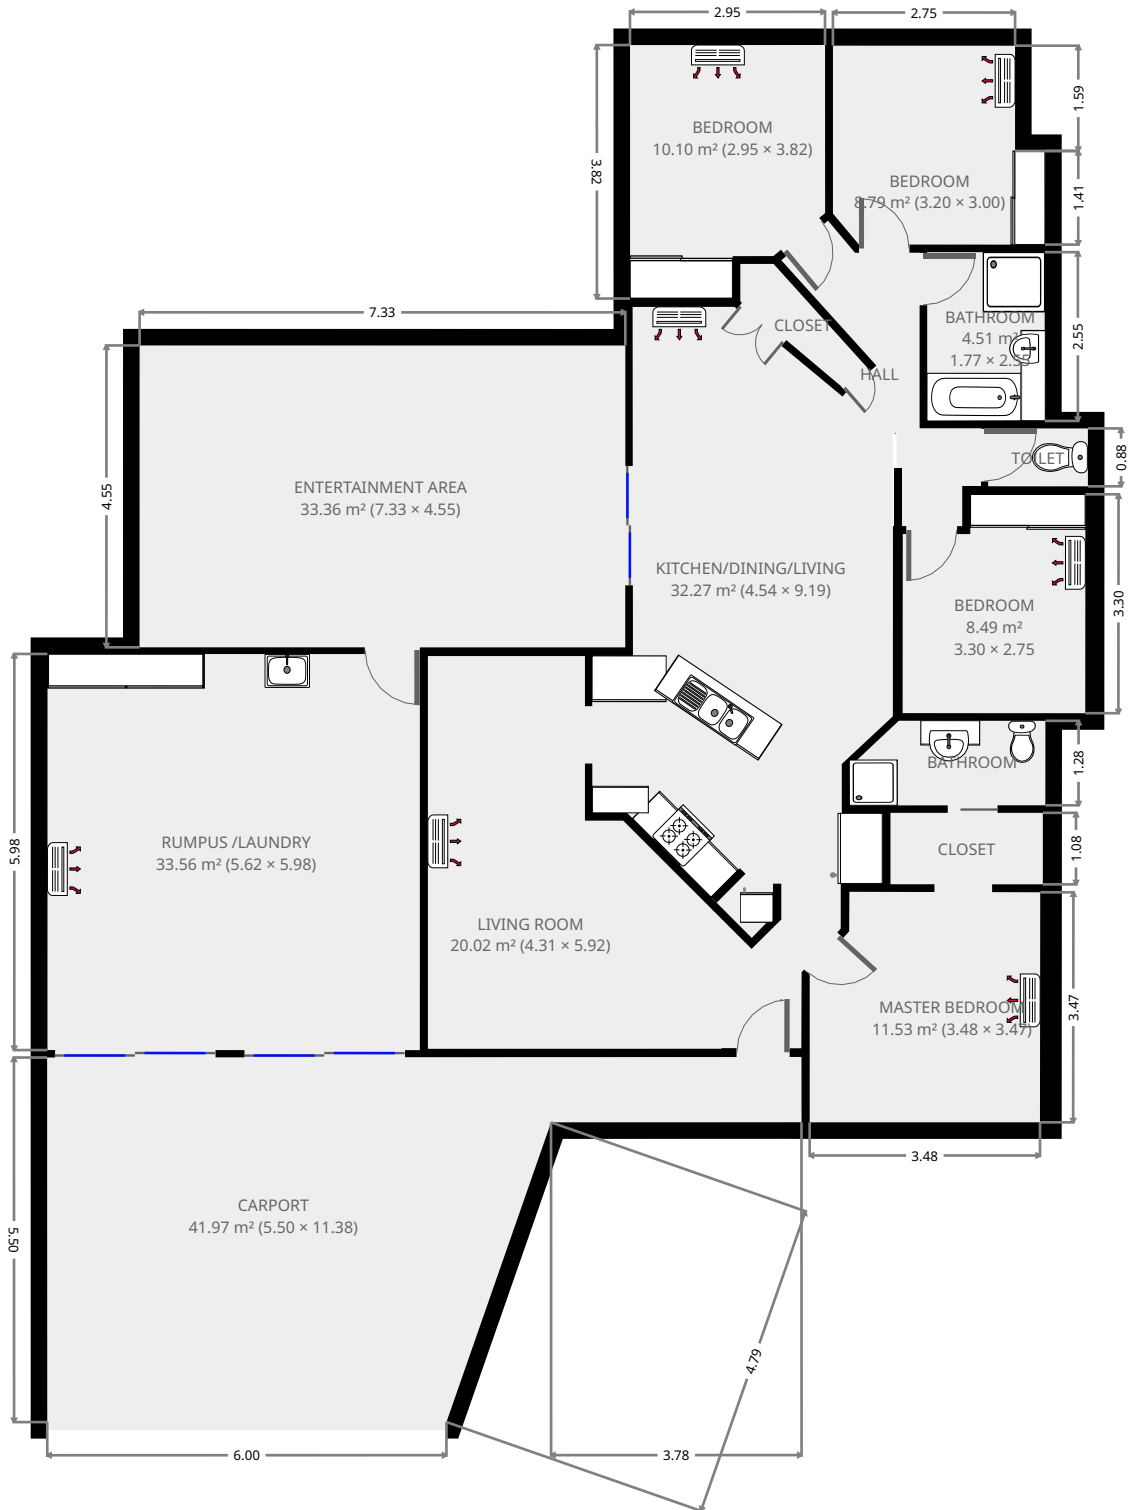 2.95
2.75
1.59
BEDROOM
10.10 m² (2.95 × 3.82)
3.82
BEDROOM
8.79 m² (3.20 × 3.00)
1.41
7.33
CLOSET
BATHROOM
4.51 m²
1.77 × 2.55
2.55
HALL
TOILET
0.88
4.55
ENTERTAINMENT AREA
33.36 m² (7.33 × 4.55)
KITCHEN/DINING/LIVING
32.27 m² (4.54 × 9.19)
BEDROOM
8.49 m²
3.30 × 2.75
3.30
BATHROOM
1.28
5.98
RUMPUS /LAUNDRY
33.56 m² (5.62 × 5.98)
CLOSET
1.08
LIVING ROOM
20.02 m² (4.31 × 5.92)
MASTER BEDROOM
11.53 m² (3.48 × 3.47)
3.47
3.48
CARPORT
41.97 m² (5.50 × 11.38)
5.50
4.79
6.00
3.78